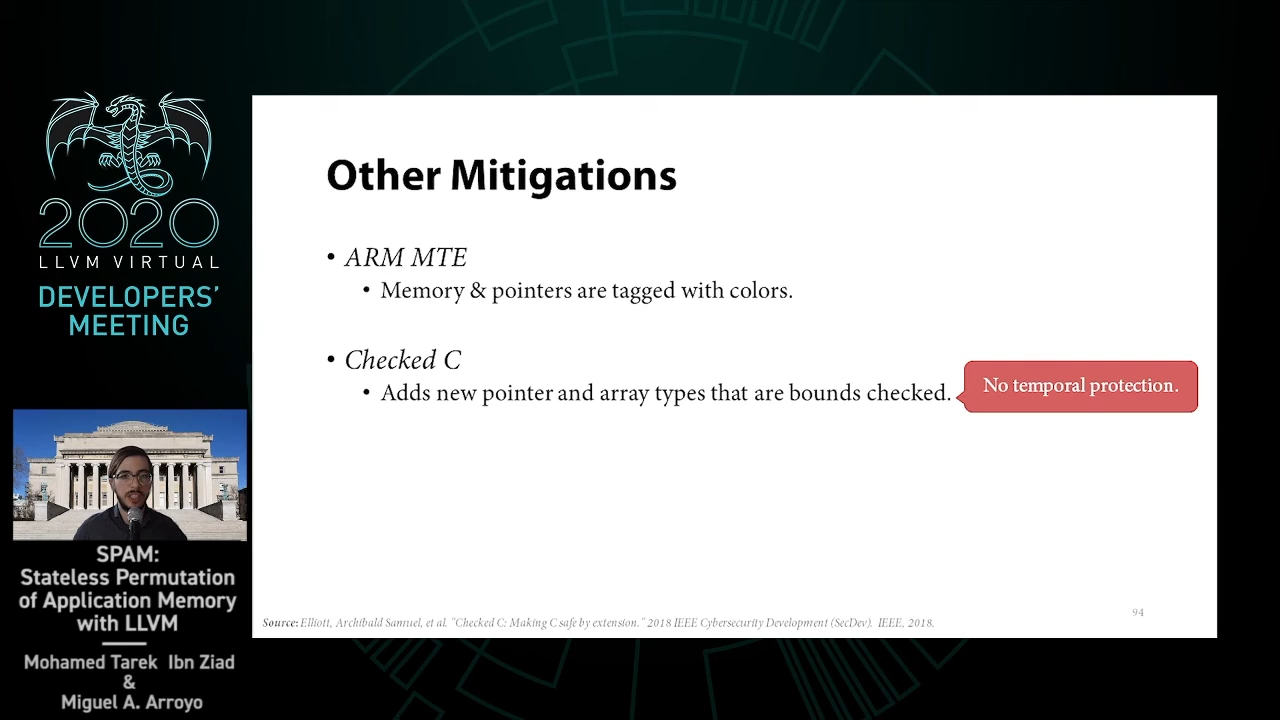 2020
LLVM VIRTUAL
DEVELOPERS’
MEETING
SPAM:
Stateless Permutation
of Application Memory
with LLVM
Mohamed Tarek Ibn Ziad
&
Miguel A. Arroyo
Other Mitigations
• ARM MTE
• Memory & pointers are tagged with colors.
• Checked C
• Adds new pointer and array types that are bounds checked.
No temporal protection.
94
Source: Elliott, Archibald Samuel, et al. "Checked C: Making C safe by extension." 2018 IEEE Cybersecurity Development (SecDev). IEEE, 2018.